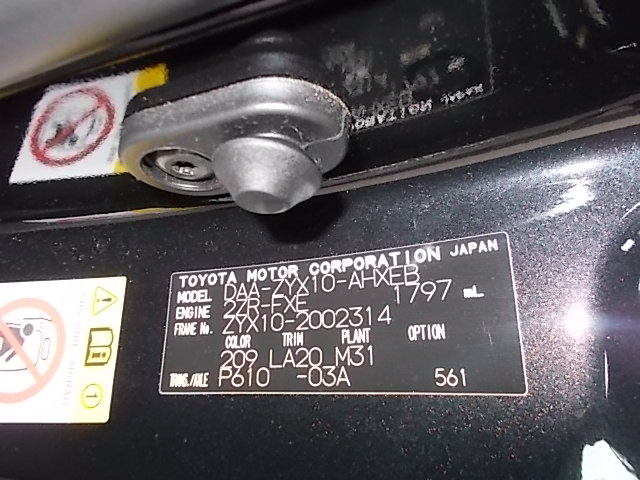 TOYOTA MOTOR CORPORATION JAPAN
MODEL DAA-ZYX10-AHXEB
ENGINE 2ZR-FXE 1797 mL
FRAME No. ZYX10-2002314
COLOR TRIM PLANT OPTION
209 LA20 M31
TRANS./AXLE P610 -03A 561